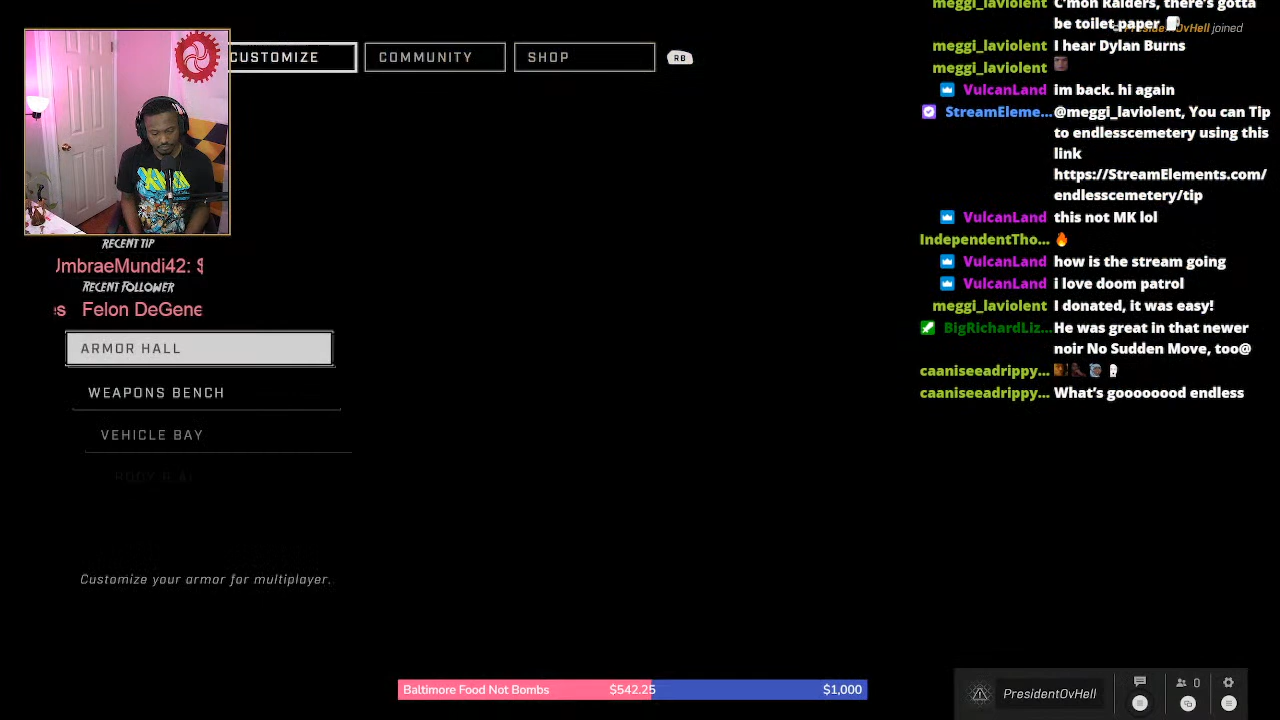 CUSTOMIZE
COMMUNITY
SHOP
RB
RECENT TIP
UmbraeMundi42: $
RECENT FOLLOWER
Felon DeGene
ARMOR HALL
WEAPONS BENCH
VEHICLE BAY
BODY & AI
Customize your armor for multiplayer.
meggi_laviolent C'mon Raiders, there's gotta
be toilet paper
PresidentOvHell joined
meggi_laviolent I hear Dylan Burns
meggi_laviolent
VulcanLand im back. hi again
StreamEleme... @meggi_laviolent, You can Tip
to endlesscemetery using this
link
https://StreamElements.com/
endlesscemetery/tip
VulcanLand this not MK lol
IndependentTho... 🔥
VulcanLand how is the stream going
VulcanLand i love doom patrol
meggi_laviolent I donated, it was easy!
BigRichardLiz... He was great in that newer
noir No Sudden Move, too@
caaniseeadrippy...
caaniseeadrippy... What's goooooood endless
Baltimore Food Not Bombs $542.25 $1,000
PresidentOvHell
0